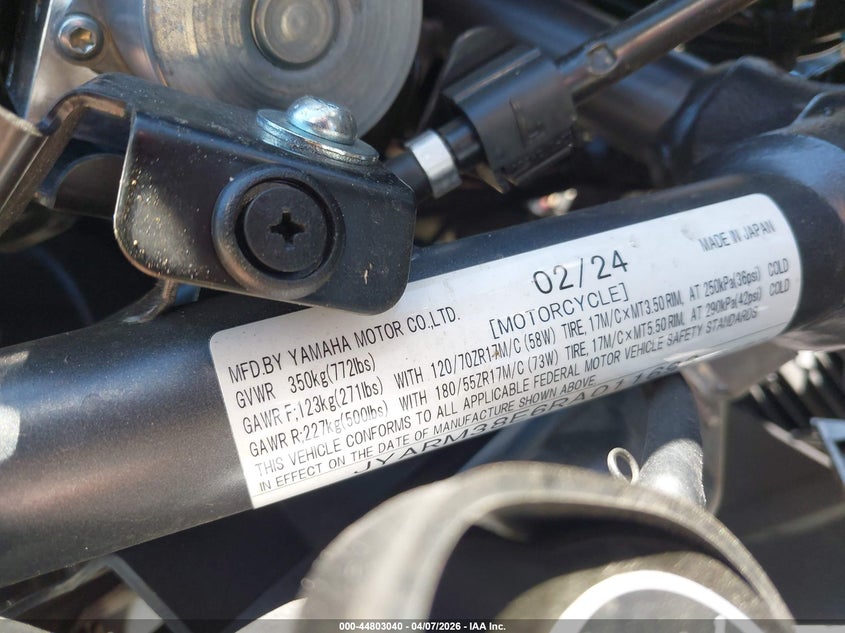 02/24
MADE IN JAPAN
MFD.BY YAMAHA MOTOR CO.,LTD.
[MOTORCYCLE]
GVWR 350kg(772lbs)
GAWR F:123kg(271lbs) WITH 120/70ZR17M/C (58W) TIRE, 17M/C×MT3.50 RIM, AT 250kPa(36psi) COLD
GAWR R:227kg(500lbs) WITH 180/55ZR17M/C (73W) TIRE, 17M/C×MT5.50 RIM, AT 290kPa(42psi) COLD
THIS VEHICLE CONFORMS TO ALL APPLICABLE FEDERAL MOTOR VEHICLE SAFETY STANDARDS
IN EFFECT ON THE DATE OF MANUFACTURE SHOWN ABOVE.
000-44803040 - 04/07/2026 - IAA Inc.